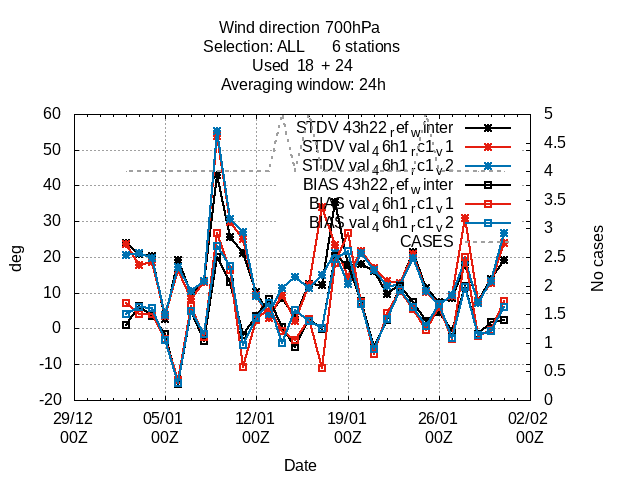 Wind direction 700hPa
Selection: ALL 6 stations
Used 18 + 24
Averaging window: 24h
60
50
40
30
20
10
0
-10
-20
deg
STDV 43h22_ref_winter
STDV val_46h1_rc1_v1
STDV val_46h1_rc1_v2
BIAS 43h22_ref_winter
BIAS val_46h1_rc1_v1
BIAS val_46h1_rc1_v2
CASES
5
4.5
4
3.5
3
2.5
2
1.5
1
0.5
0
No cases
29/12 05/01 12/01 19/01 26/01 02/02
00Z 00Z 00Z 00Z 00Z 00Z
Date